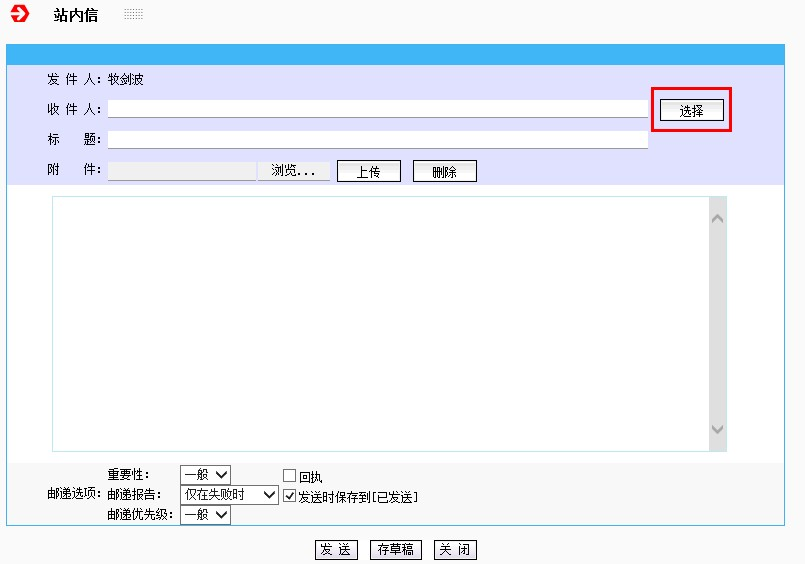 站内信
发 件 人：牧剑波
收 件 人： 选择
标 题：
附 件： 浏览... 上传 删除
重要性： 一般 回执
邮递选项：邮递报告： 仅在失败时 发送时保存到[已发送]
邮递优先级： 一般
发 送 存草稿 关 闭